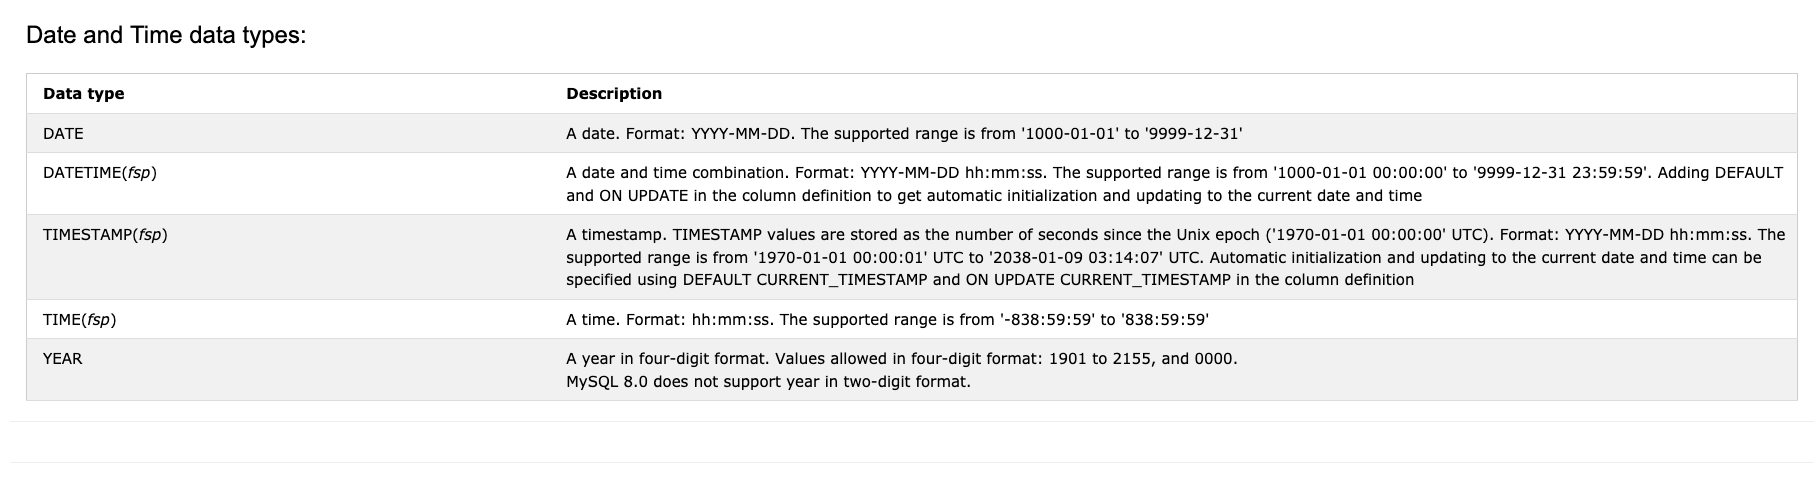 Date and Time data types:
Data type Description
DATE A date. Format: YYYY-MM-DD. The supported range is from '1000-01-01' to '9999-12-31'
DATETIME(fsp) A date and time combination. Format: YYYY-MM-DD hh:mm:ss. The supported range is from '1000-01-01 00:00:00' to '9999-12-31 23:59:59'. Adding DEFAULT
and ON UPDATE in the column definition to get automatic initialization and updating to the current date and time
TIMESTAMP(fsp) A timestamp. TIMESTAMP values are stored as the number of seconds since the Unix epoch ('1970-01-01 00:00:00' UTC). Format: YYYY-MM-DD hh:mm:ss. The
supported range is from '1970-01-01 00:00:01' UTC to '2038-01-09 03:14:07' UTC. Automatic initialization and updating to the current date and time can be
specified using DEFAULT CURRENT_TIMESTAMP and ON UPDATE CURRENT_TIMESTAMP in the column definition
TIME(fsp) A time. Format: hh:mm:ss. The supported range is from '-838:59:59' to '838:59:59'
YEAR A year in four-digit format. Values allowed in four-digit format: 1901 to 2155, and 0000.
MySQL 8.0 does not support year in two-digit format.